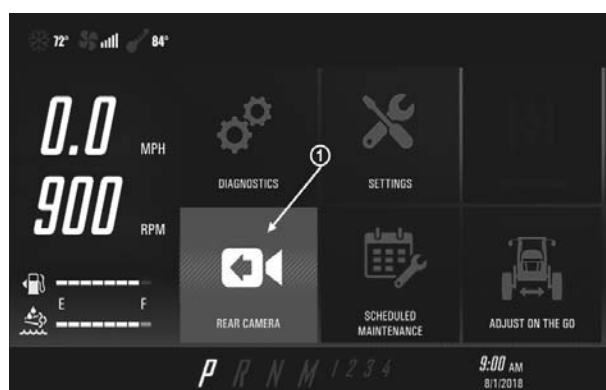 72° 84°
0.0 MPH
900 RPM
E F
DIAGNOSTICS
SETTINGS
1
REAR CAMERA
SCHEDULED
MAINTENANCE
ADJUST ON THE GO
P R N M 1 2 3 4
9:00 AM
8/1/2018